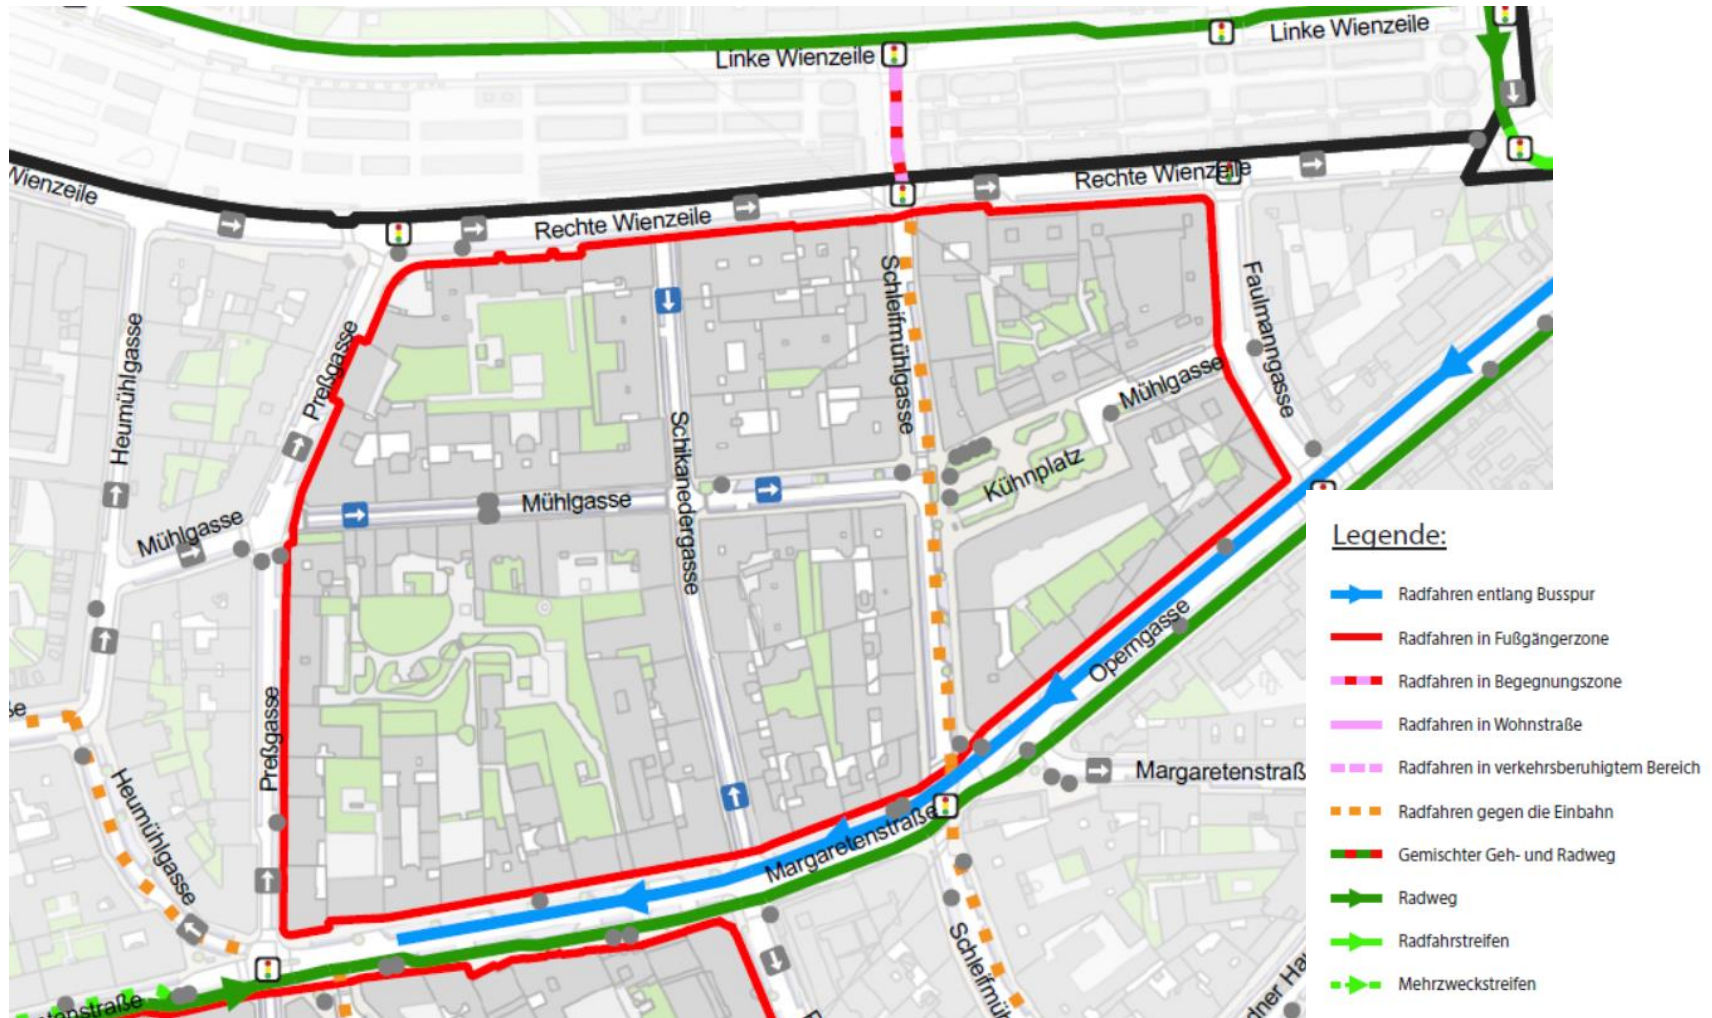 Linke Wienzeile
Linke Wienzeile
Wienzeile
Rechte Wienzeile
Rechte Wienzeile
Heumühlgasse
Preßgasse
Schleifmühlgasse
Faulmanngasse
Mühlgasse
Schikanedergasse
Mühlgasse
Kühnplatz
Mühlgasse
Operngasse
Preßgasse
Heumühlgasse
Margaretenstraße
Margaretenstraß
Schleifmüh
Legende:
Radfahren entlang Busspur
Radfahren in Fußgängerzone
Radfahren in Begegnungszone
Radfahren in Wohnstraße
Radfahren in verkehrsberuhigtem Bereich
Radfahren gegen die Einbahn
Gemischter Geh- und Radweg
Radweg
Radfahrstreifen
Mehrzweckstreifen